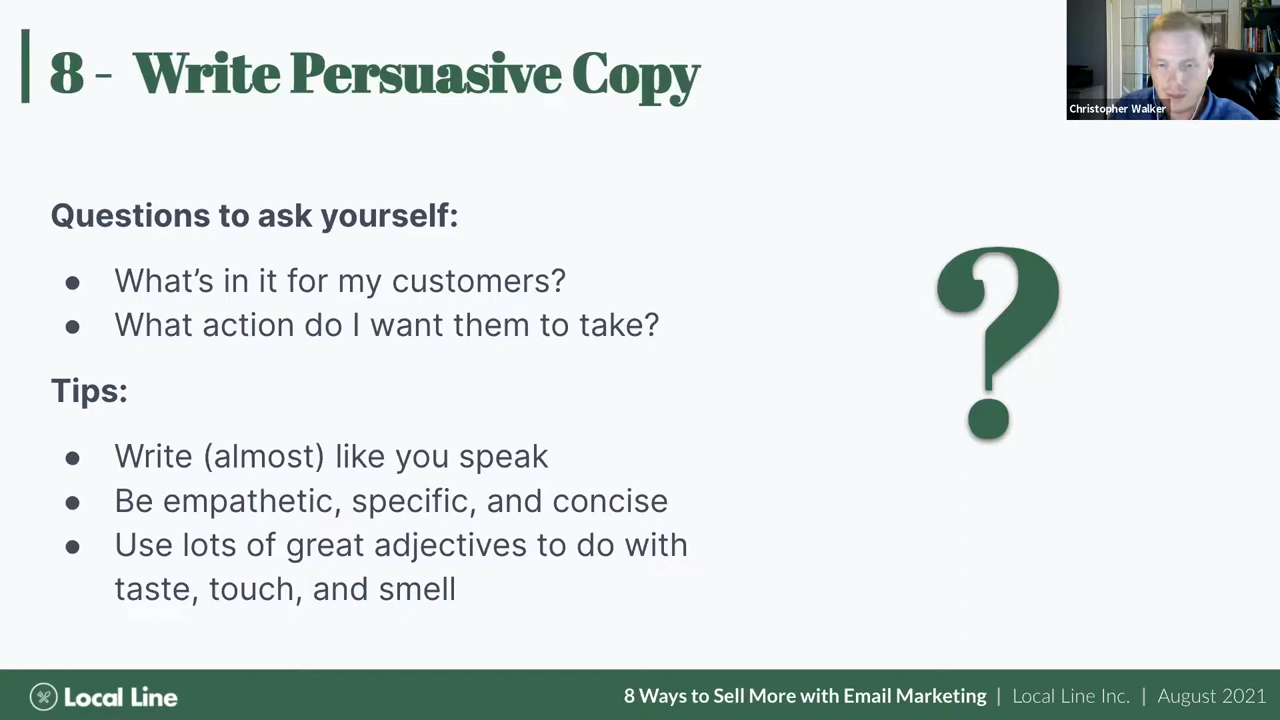 8 - Write Persuasive Copy
Christopher Walker
Questions to ask yourself:
● What’s in it for my customers?
● What action do I want them to take?
?
Tips:
● Write (almost) like you speak
● Be empathetic, specific, and concise
● Use lots of great adjectives to do with
taste, touch, and smell
Local Line
8 Ways to Sell More with Email Marketing | Local Line Inc. | August 2021